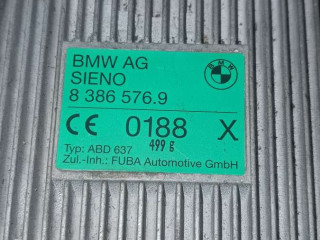 BMW AG
SIENO
8 386 576.9
CE 0188 X
499 g
Typ: ABD 637
Zul.-Inh.: FUBA Automotive GmbH